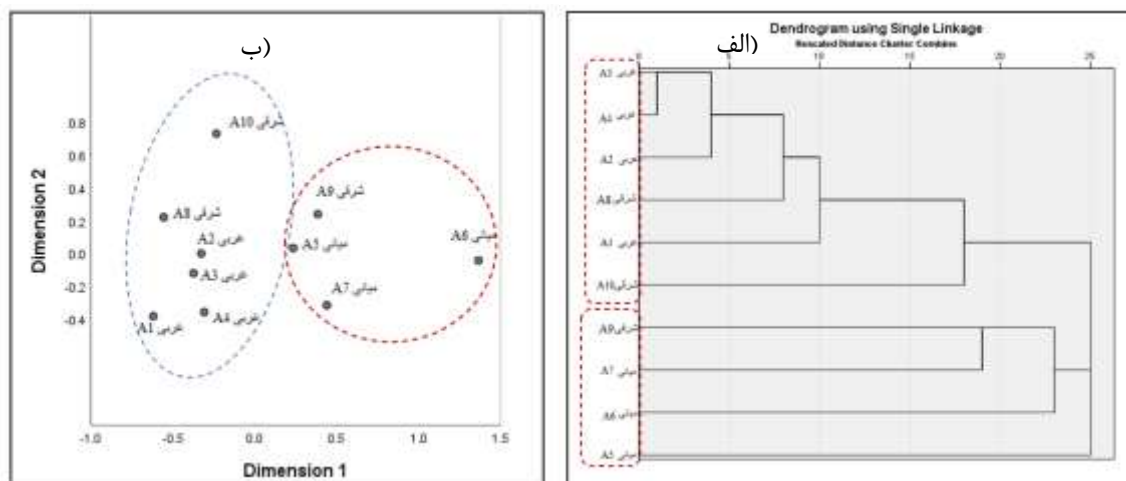 ب)
0.8
0.6
0.4
0.2
0.0
-0.2
-0.4
Dimension 2
A10 شرقی
A8 شرقی
A2 غربی
A3 غربی
A1 غربی
A4 غربی
A9 شرقی
A5 میانی
A6 میانی
A7 میانی
-1.0 -0.5 0.0 0.5 1.0 1.5
Dimension 1
الف)
Dendrogram using Single Linkage
Rescaled Distance Cluster Combine
0 5 10 15 20 25
غربی
غربی
A2 غربی
A8 شرقی
غربی
A10 شرقی
A9 شرقی
A7 میانی
A6 میانی
A5 میانی